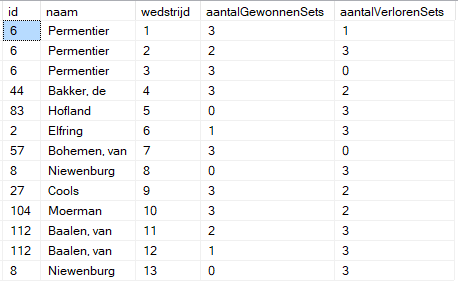 id naam wedstrijd aantalGewonnenSets aantalVerlorenSets
6 Permentier 1 3 1
6 Permentier 2 2 3
6 Permentier 3 3 0
44 Bakker, de 4 3 2
83 Hofland 5 0 3
2 Elfring 6 1 3
57 Bohemen, van 7 3 0
8 Niewenburg 8 0 3
27 Cools 9 3 2
104 Moerman 10 3 2
112 Baalen, van 11 2 3
112 Baalen, van 12 1 3
8 Niewenburg 13 0 3